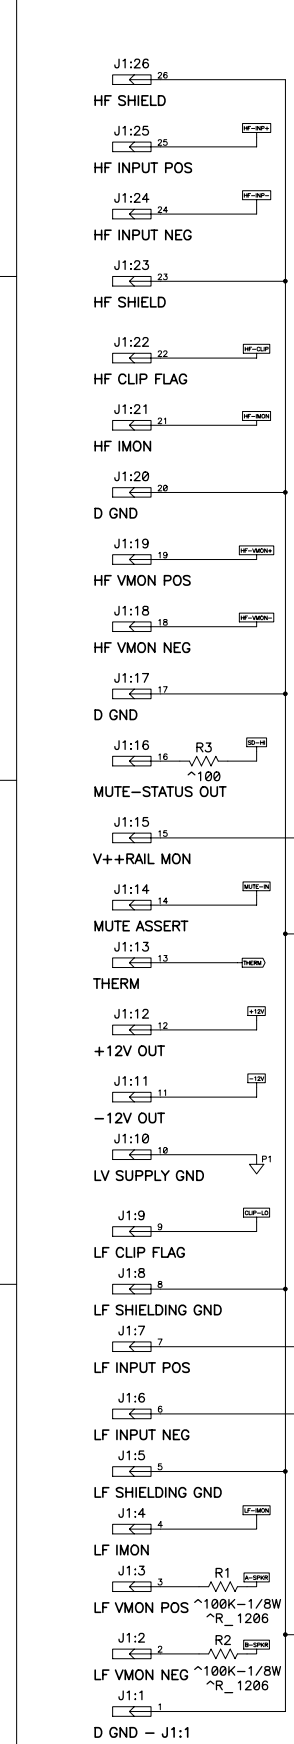 J1:26
26
HF SHIELD
J1:25
25 HF-INP+
HF INPUT POS
J1:24
24 HF-INP-
HF INPUT NEG
J1:23
23
HF SHIELD
J1:22
22 HF-CLIP
HF CLIP FLAG
J1:21
21 HF-IMON
HF IMON
J1:20
20
D GND
J1:19
19 HF-VMON+
HF VMON POS
J1:18
18 HF-VMON-
HF VMON NEG
J1:17
17
D GND
J1:16 R3 SD-HI
16
^100
MUTE-STATUS OUT
J1:15
15
V++RAIL MON
J1:14
14 MUTE-IN
MUTE ASSERT
J1:13
13 THERM
THERM
J1:12
12 +12V
+12V OUT
J1:11
11 -12V
-12V OUT
J1:10
10 P1
LV SUPPLY GND
J1:9
9 CLIP-LO
LF CLIP FLAG
J1:8
8
LF SHIELDING GND
J1:7
7
LF INPUT POS
J1:6
6
LF INPUT NEG
J1:5
5
LF SHIELDING GND
J1:4
4 LF-IMON
LF IMON
J1:3 R1 A-SPKR
3
LF VMON POS ^100K-1/8W
^R_1206
J1:2 R2 B-SPKR
2
LF VMON NEG ^100K-1/8W
^R_1206
J1:1
1
D GND - J1:1